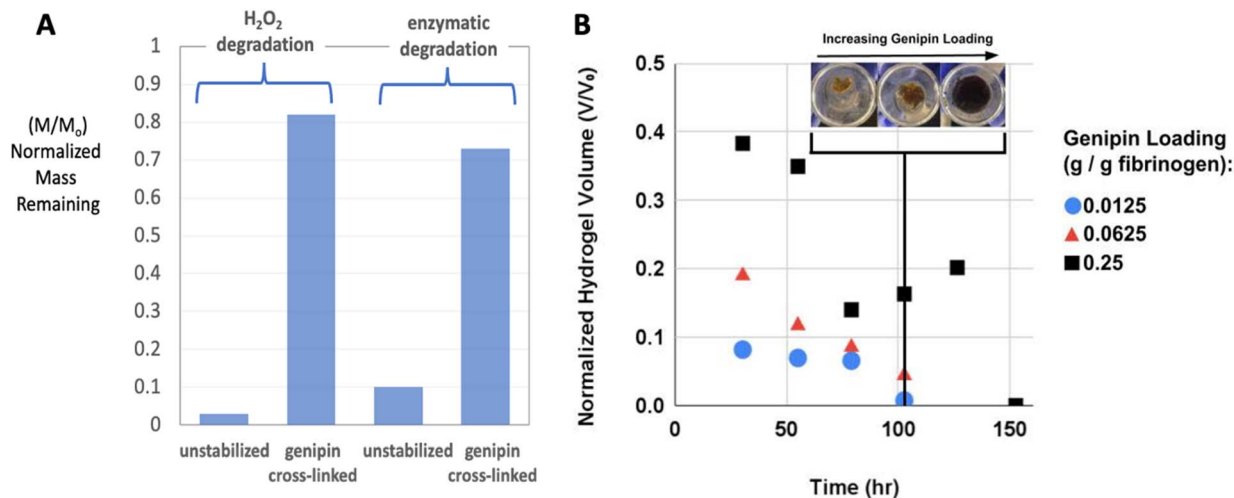 A
H₂O₂
degradation
enzymatic
degradation
(M/Mₒ)
Normalized
Mass
Remaining
1
0.9
0.8
0.7
0.6
0.5
0.4
0.3
0.2
0.1
0
unstabilized
genipin
cross-linked
unstabilized
genipin
cross-linked
B
Increasing Genipin Loading
Normalized Hydrogel Volume (V/V₀)
0.5
0.4
0.3
0.2
0.1
0.0
0
50
100
150
Time (hr)
Genipin Loading
(g / g fibrinogen):
0.0125
0.0625
0.25